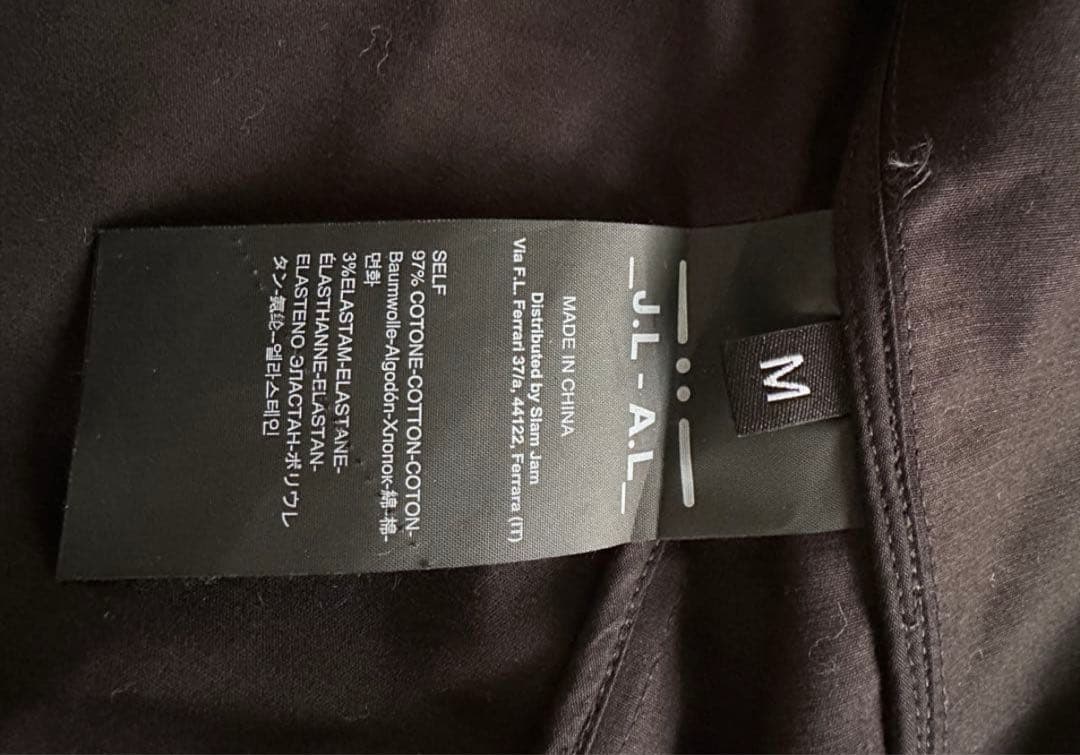 M
_J.L - A.L_
MADE IN CHINA
Distributed by Slam Jam
Via F.L. Ferrari 37/a, 44122, Ferrara (IT)
SELF
97% COTONE-COTTON-COTON-
Baumwolle-Algodón-Хлопок-綿-棉-
면화
3%ELASTAM-ELASTANE-
ÉLASTHANNE-ELASTAN-
ELASTENO-ЭЛАСТАН-ポリウレ
タン-氨纶-엘라스테인